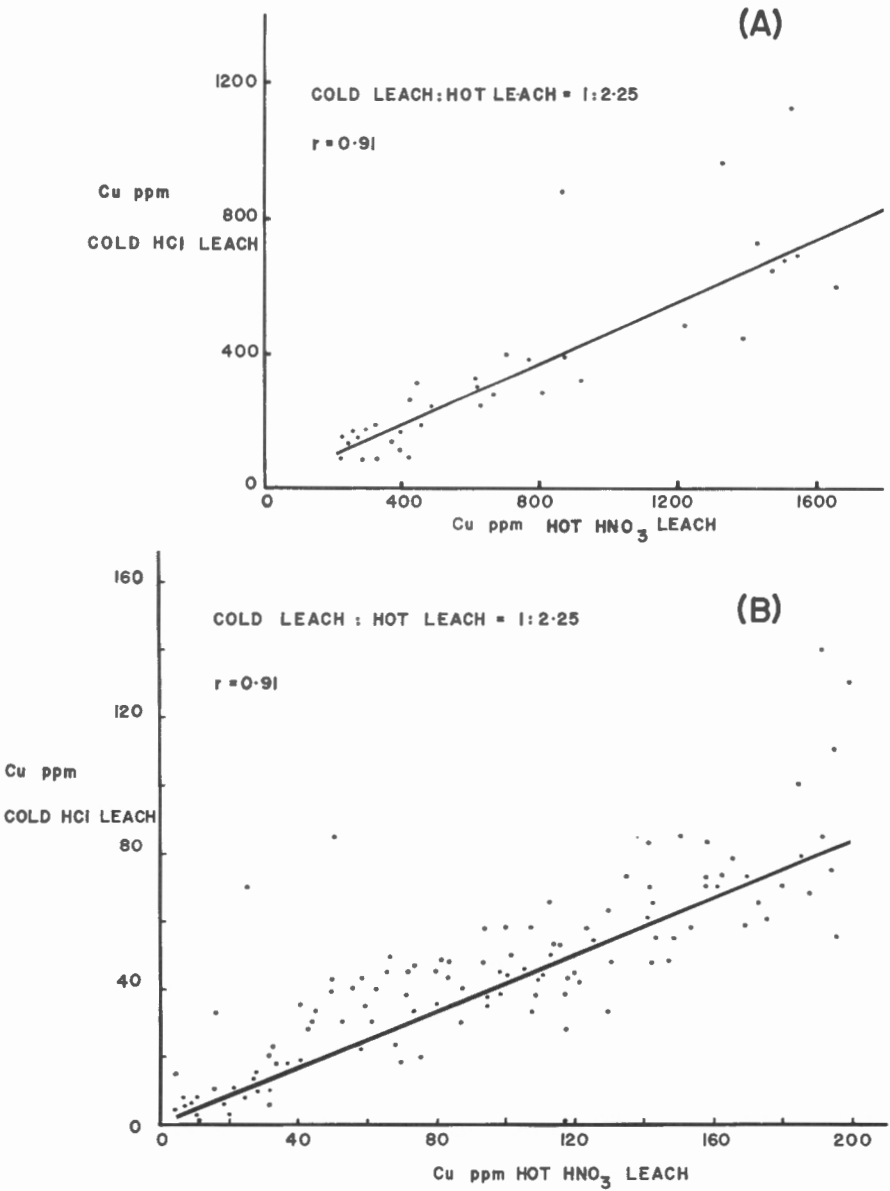 (A)
1200
COLD LEACH:HOT LEACH = 1:2·25
r = 0·91
Cu ppm
800
COLD HCl LEACH
400
0
0 400 800 1200 1600
Cu ppm HOT HNO3 LEACH
160
(B)
COLD LEACH : HOT LEACH = 1:2·25
r = 0·91
120
Cu ppm
COLD HCl LEACH
80
40
0
0 40 80 120 160 200
Cu ppm HOT HNO3 LEACH